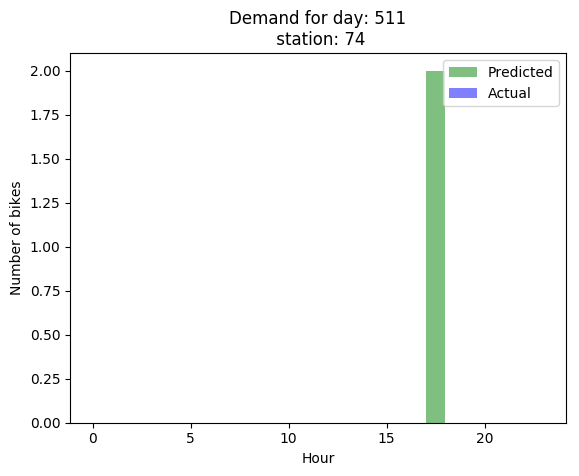 Demand for day: 511
station: 74
Predicted
Actual
2.00
1.75
1.50
1.25
1.00
0.75
0.50
0.25
0.00
Number of bikes
0 5 10 15 20
Hour